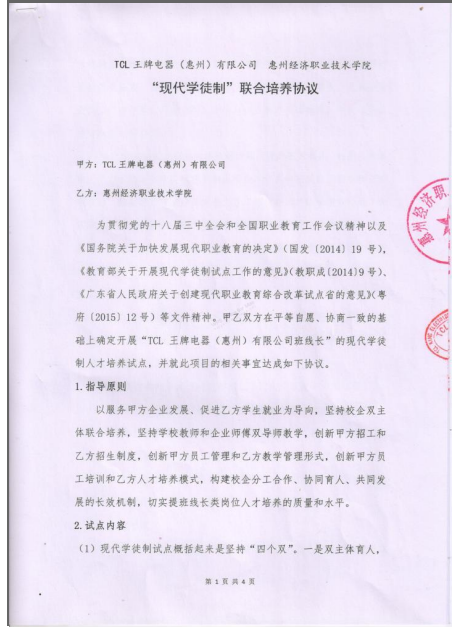 TCL 王牌电器（惠州）有限公司 惠州经济职业技术学院
“现代学徒制”联合培养协议
甲方：TCL 王牌电器（惠州）有限公司
乙方：惠州经济职业技术学院
为贯彻党的十八届三中全会和全国职业教育工作会议精神以及
《国务院关于加快发展现代职业教育的决定》（国发〔2014〕19 号），
《教育部关于开展现代学徒制试点工作的意见》（教职成〔2014〕9 号）、
《广东省人民政府关于创建现代职业教育综合改革试点省的意见》（粤
府〔2015〕12 号）等文件精神。甲乙双方在平等自愿、协商一致的基
础上确定开展“TCL 王牌电器（惠州）有限公司班线长”的现代学徒
制人才培养试点，并就此项目的相关事宜达成如下协议。
1.指导原则
以服务甲方企业发展、促进乙方学生就业为导向，坚持校企双主
体联合培养，坚持学校教师和企业师傅双导师教学，创新甲方招工和
乙方招生制度，创新甲方员工管理和乙方教学管理形式，创新甲方员
工培训和乙方人才培养模式，构建校企分工合作、协同育人、共同发
展的长效机制，切实提班线长类岗位人才培养的质量和水平。
2.试点内容
（1）现代学徒制试点概括起来是坚持“四个双”。一是双主体育人，
第 1 页 共 4 页
惠州经济职
TCL